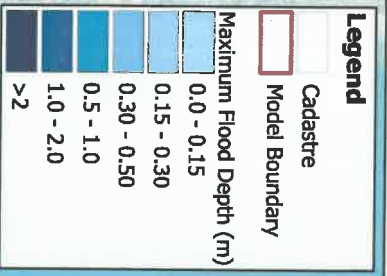 Legend
Cadastre
Model Boundary
Maximum Flood Depth (m)
0.0 - 0.15
0.15 - 0.30
0.30 - 0.50
0.5 - 1.0
1.0 - 2.0
>2